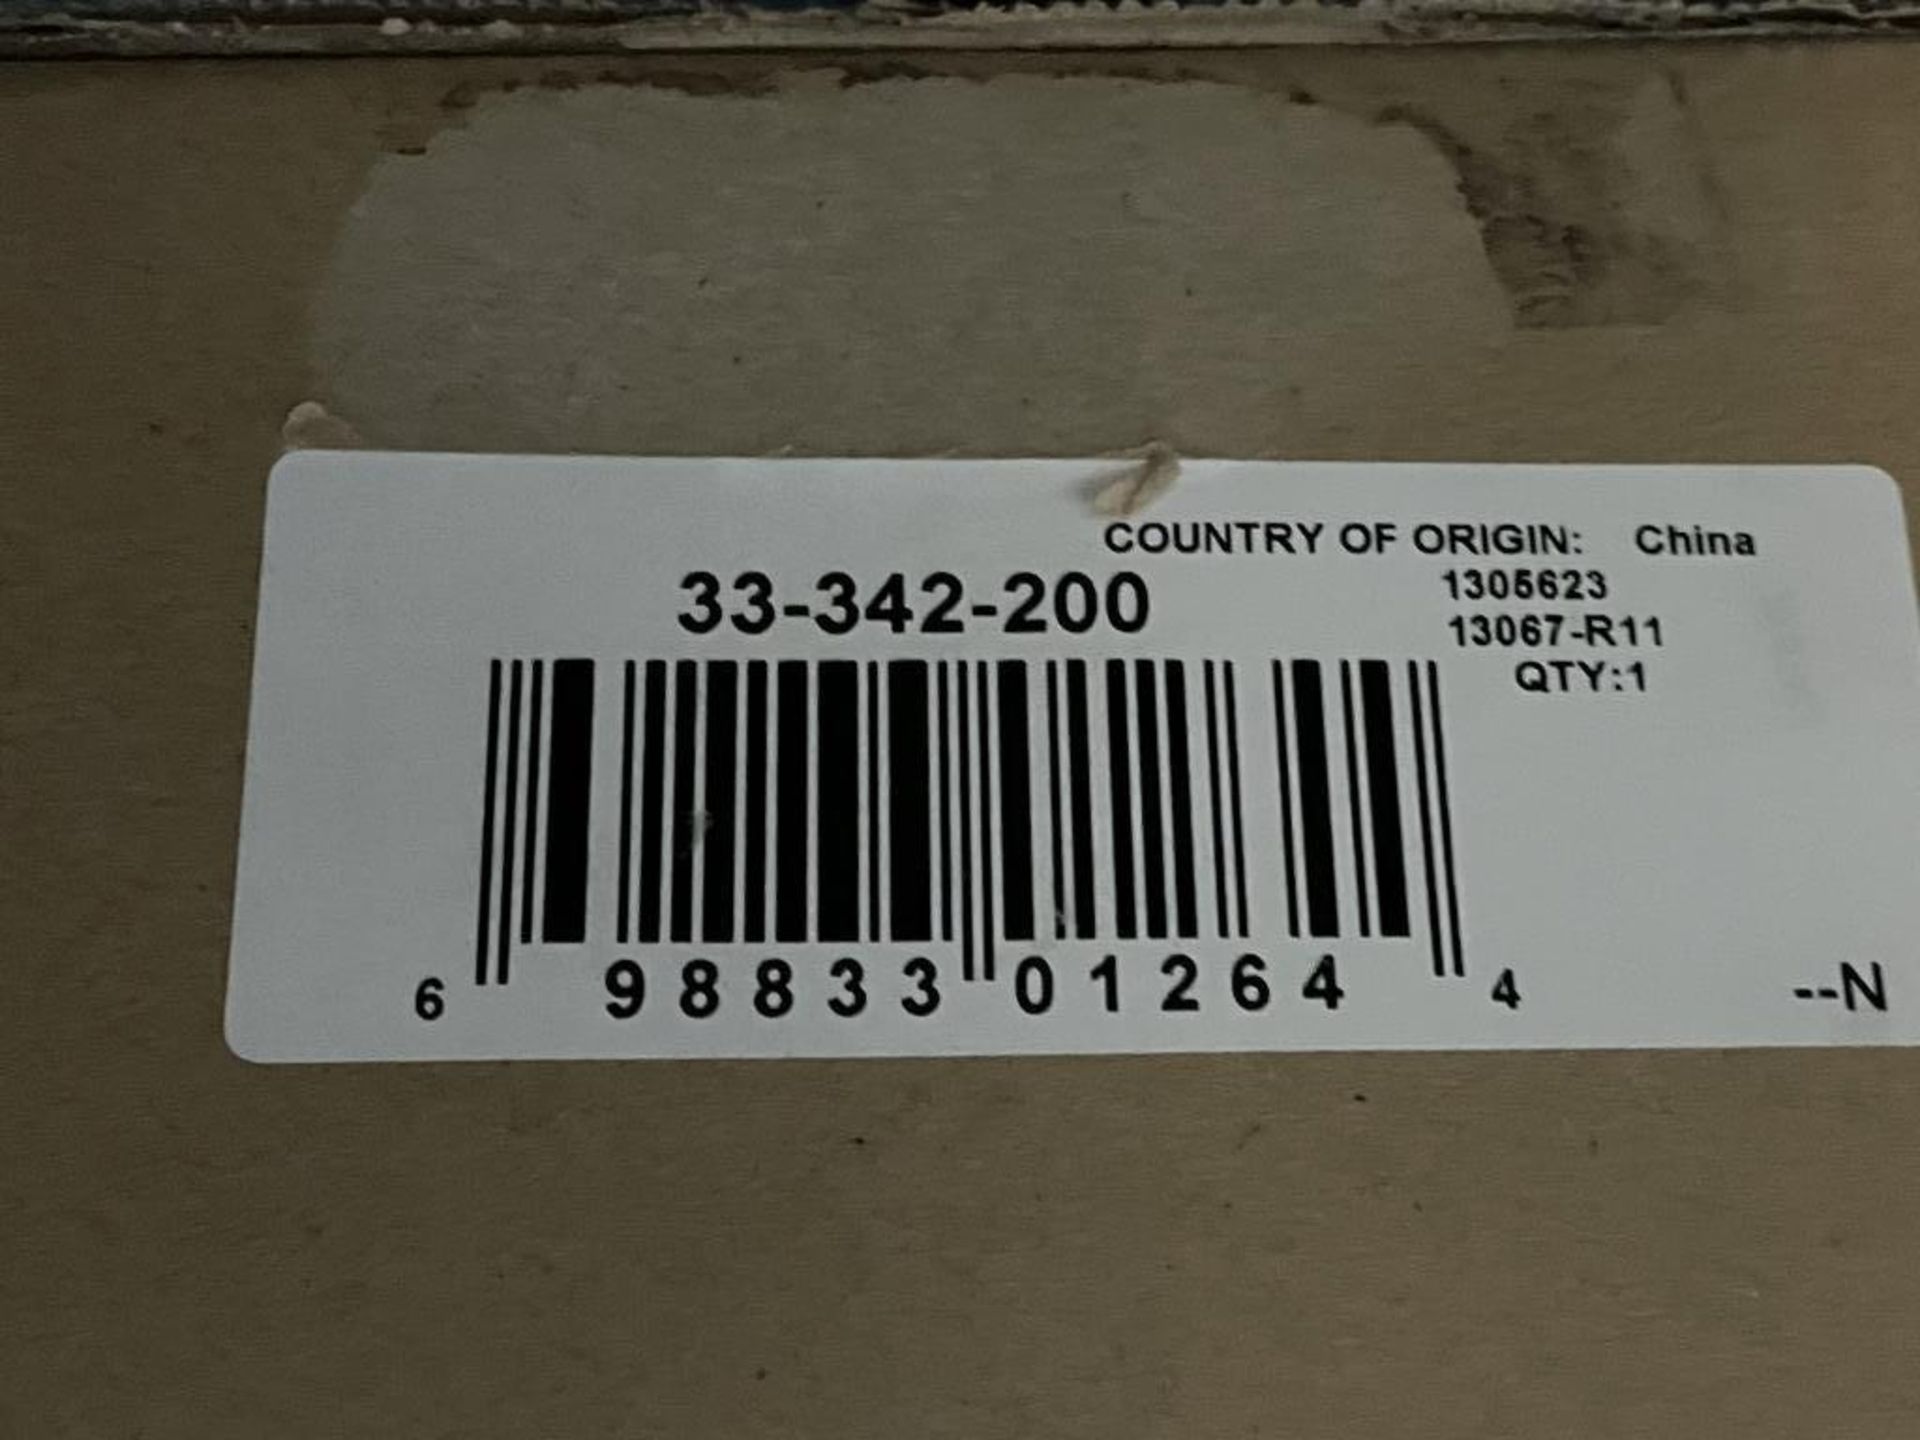 COUNTRY OF ORIGIN: China
33-342-200
1305623
13067-R11
QTY:1
6 98833 01264 4
--N